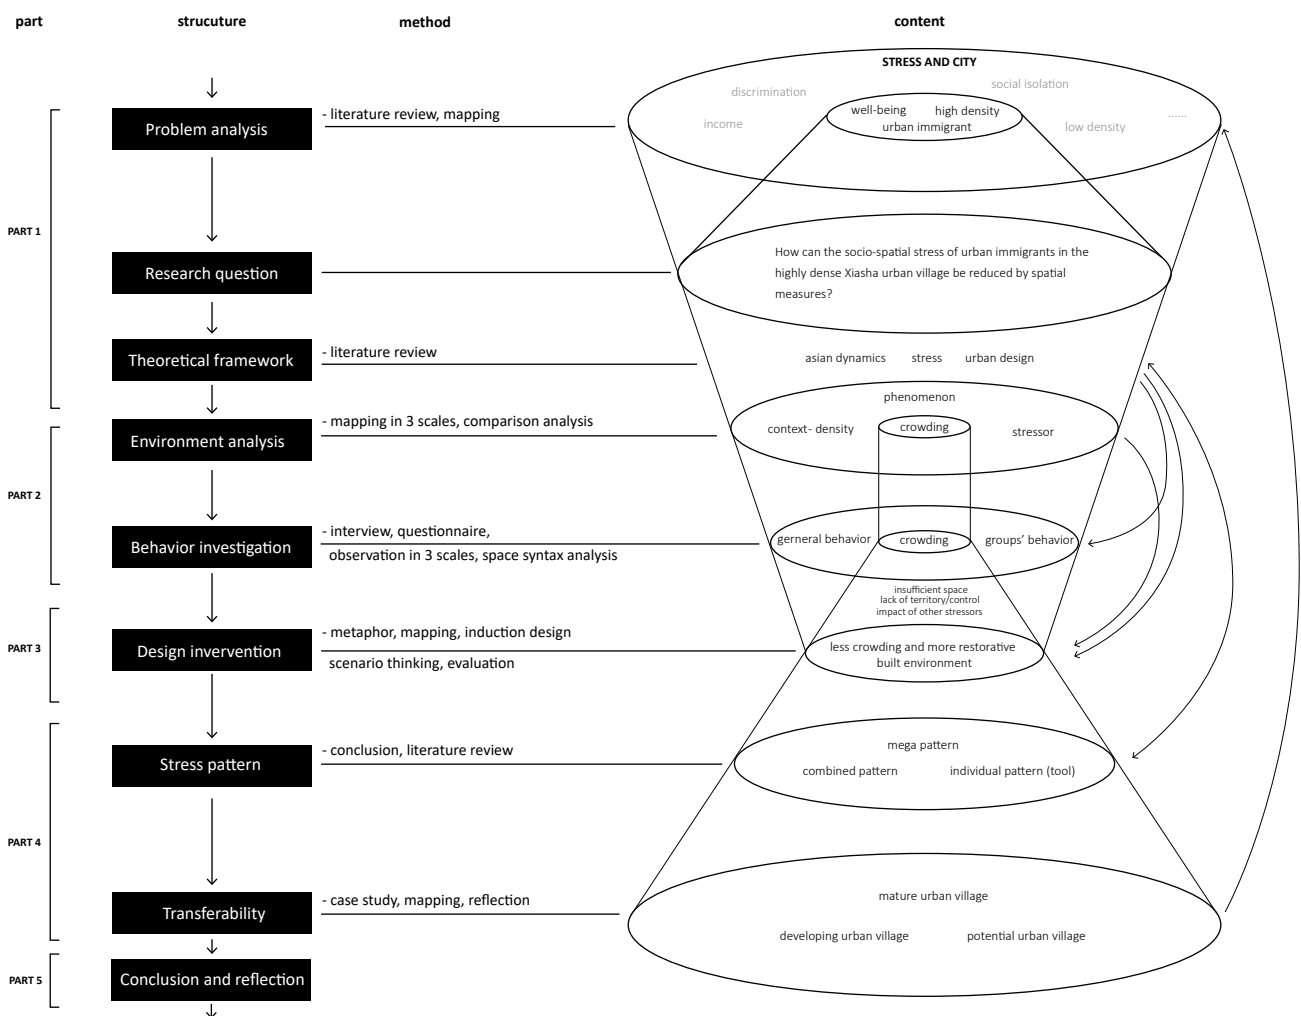 part
strucuture
method
content
STRESS AND CITY
discrimination
social isolation
income
well-being
high density
urban immigrant
low density
......
PART 1
Problem analysis
- literature review, mapping
Research question
How can the socio-spatial stress of urban immigrants in the
highly dense Xiasha urban village be reduced by spatial
measures?
Theoretical framework
- literature review
asian dynamics
stress
urban design
PART 2
Environment analysis
- mapping in 3 scales, comparison analysis
phenomenon
context- density
crowding
stressor
Behavior investigation
- interview, questionnaire,
observation in 3 scales, space syntax analysis
gerneral behavior
crowding
groups' behavior
insufficient space
lack of territory/control
impact of other stressors
PART 3
Design invervention
- metaphor, mapping, induction design
scenario thinking, evaluation
less crowding and more restorative
built environment
PART 4
Stress pattern
- conclusion, literature review
mega pattern
combined pattern
individual pattern (tool)
Transferability
- case study, mapping, reflection
mature urban village
developing urban village
potential urban village
PART 5
Conclusion and reflection